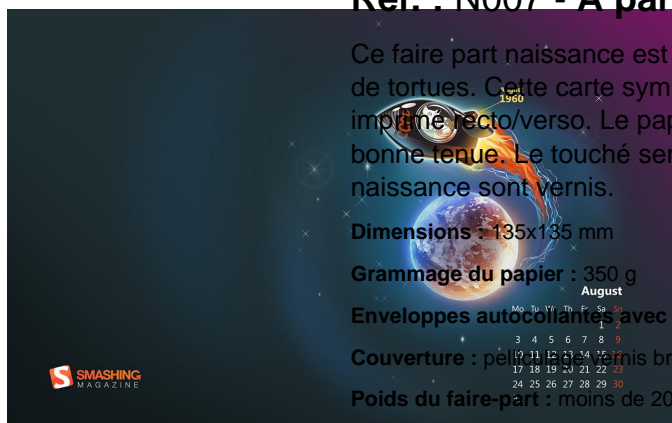 Réf. : N007 - A par
Ce faire part naissance est
de tortues. Cette carte sym
imprimé recto/verso. Le pap
bonne tenue. Le touché ser
naissance sont vernis.
Dimensions : 135x135 mm
Grammage du papier : 350 g
Enveloppes autocollantes avec
Couverture : pelliculage vernis br
Poids du faire-part : moins de 20
August
1960
August
Mo Tu We Th Fr Sa Sn
1 2
3 4 5 6 7 8 9
10 11 12 13 14 15 16
17 18 19 20 21 22 23
24 25 26 27 28 29 30
SMASHING
MAGAZINE